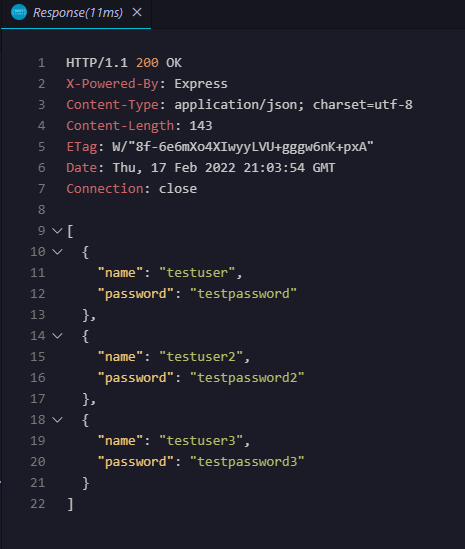 Response(11ms) ×
1 HTTP/1.1 200 OK
2 X-Powered-By: Express
3 Content-Type: application/json; charset=utf-8
4 Content-Length: 143
5 ETag: W/"8f-6e6mXo4XIwyyLVU+gggw6nK+pxA"
6 Date: Thu, 17 Feb 2022 21:03:54 GMT
7 Connection: close
8
9 [
10 {
11 "name": "testuser",
12 "password": "testpassword"
13 },
14 {
15 "name": "testuser2",
16 "password": "testpassword2"
17 },
18 {
19 "name": "testuser3",
20 "password": "testpassword3"
21 }
22 ]